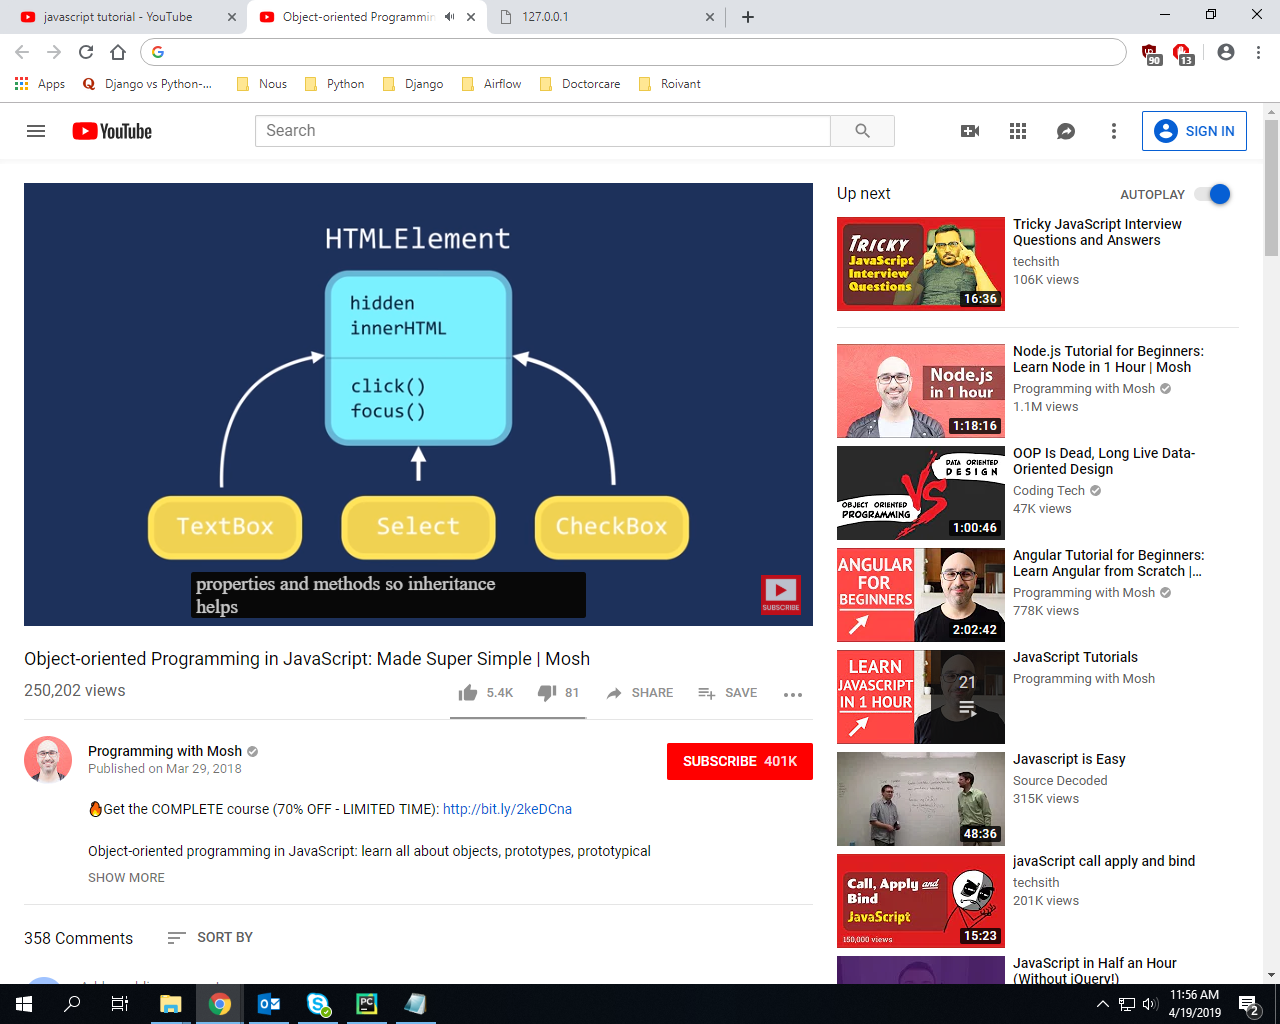 javascript tutorial - YouTube
Object-oriented Programmin
127.0.0.1
90
13
Apps
Django vs Python-...
Nous
Python
Django
Airflow
Doctorcare
Roivant
YouTube
Search
SIGN IN
HTMLElement
hidden
innerHTML
click()
focus()
TextBox
Select
CheckBox
properties and methods so inheritance
helps
SUBSCRIBE
Object-oriented Programming in JavaScript: Made Super Simple | Mosh
250,202 views
5.4K
81
SHARE
SAVE
Programming with Mosh
Published on Mar 29, 2018
SUBSCRIBE 401K
Get the COMPLETE course (70% OFF - LIMITED TIME): http://bit.ly/2keDCna
Object-oriented programming in JavaScript: learn all about objects, prototypes, prototypical
SHOW MORE
358 Comments
SORT BY
Up next
AUTOPLAY
TRICKY
JavaScript
Interview
Questions
16:36
Tricky JavaScript Interview
Questions and Answers
techsith
106K views
Node.js
in 1 hour
1:18:16
Node.js Tutorial for Beginners:
Learn Node in 1 Hour | Mosh
Programming with Mosh
1.1M views
DATA ORIENTED
DESIGN
VS
OBJECT ORIENTED
PROGRAMMING
1:00:46
OOP Is Dead, Long Live Data-
Oriented Design
Coding Tech
47K views
ANGULAR
FOR
BEGINNERS
2:02:42
Angular Tutorial for Beginners:
Learn Angular from Scratch |...
Programming with Mosh
778K views
LEARN
JAVASCRIPT
IN 1 HOUR
21
JavaScript Tutorials
Programming with Mosh
48:36
Javascript is Easy
Source Decoded
315K views
Call, Apply and
Bind
JavaScript
150,000 views
15:23
javaScript call apply and bind
techsith
201K views
JavaScript in Half an Hour
(Without jQuery!)
11:56 AM
4/19/2019
2